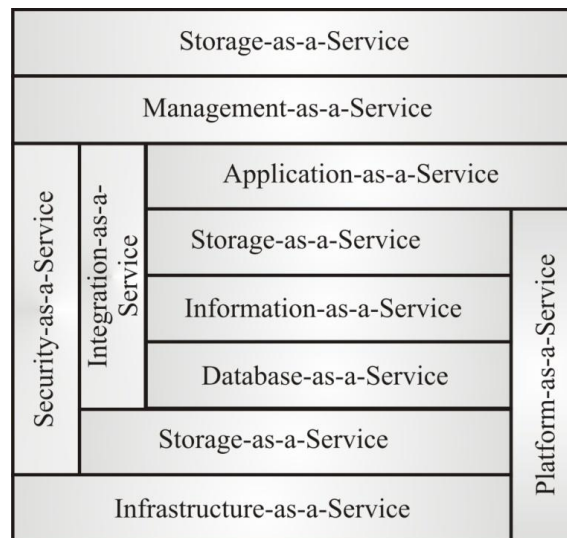 Storage-as-a-Service
Management-as-a-Service
Security-as-a-Service
Integration-as-a-
Service
Application-as-a-Service
Storage-as-a-Service
Information-as-a-Service
Database-as-a-Service
Platform-as-a-Service
Storage-as-a-Service
Infrastructure-as-a-Service